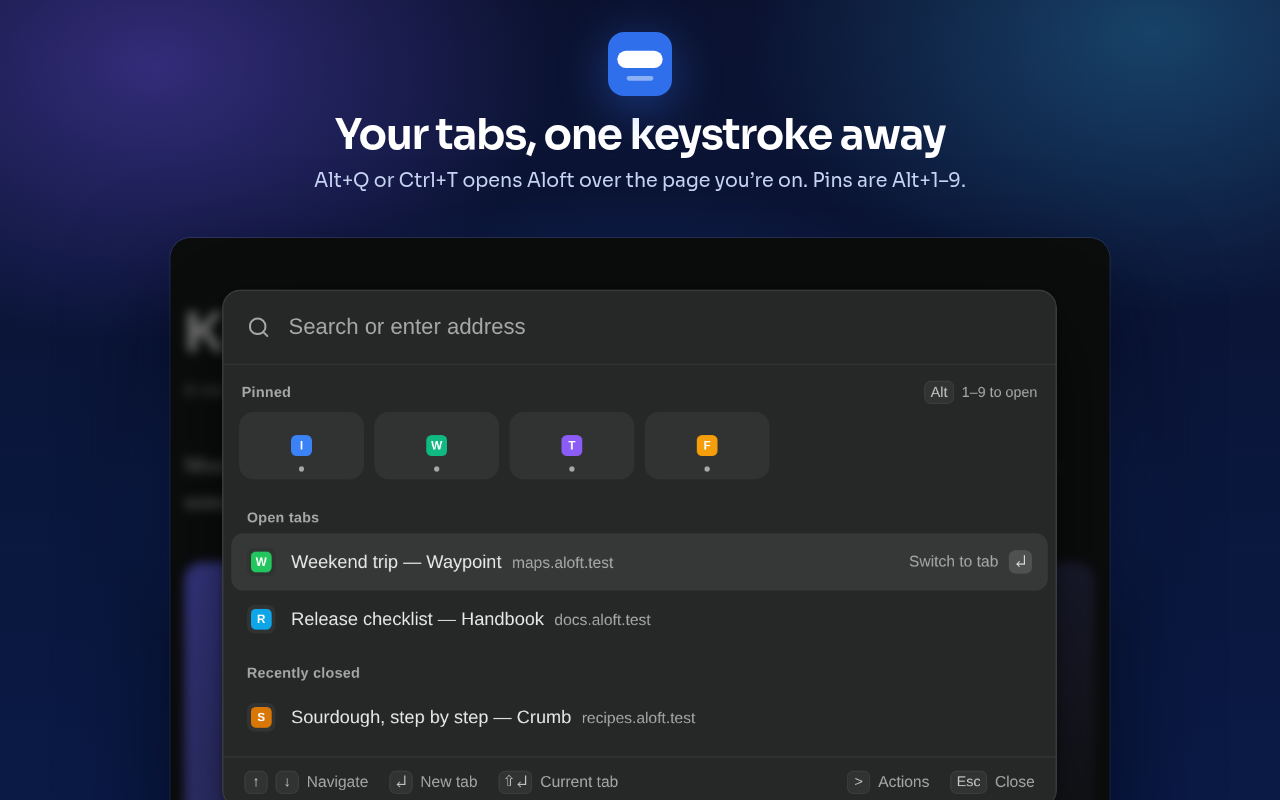 Your tabs, one keystroke away
Alt+Q or Ctrl+T opens Aloft over the page you're on. Pins are Alt+1–9.
Search or enter address
Pinned Alt 1–9 to open
I W T F
Open tabs
W Weekend trip — Waypoint maps.aloft.test Switch to tab ↵
R Release checklist — Handbook docs.aloft.test
Recently closed
S Sourdough, step by step — Crumb recipes.aloft.test
↑ ↓ Navigate ↵ New tab ⇧↵ Current tab > Actions Esc Close